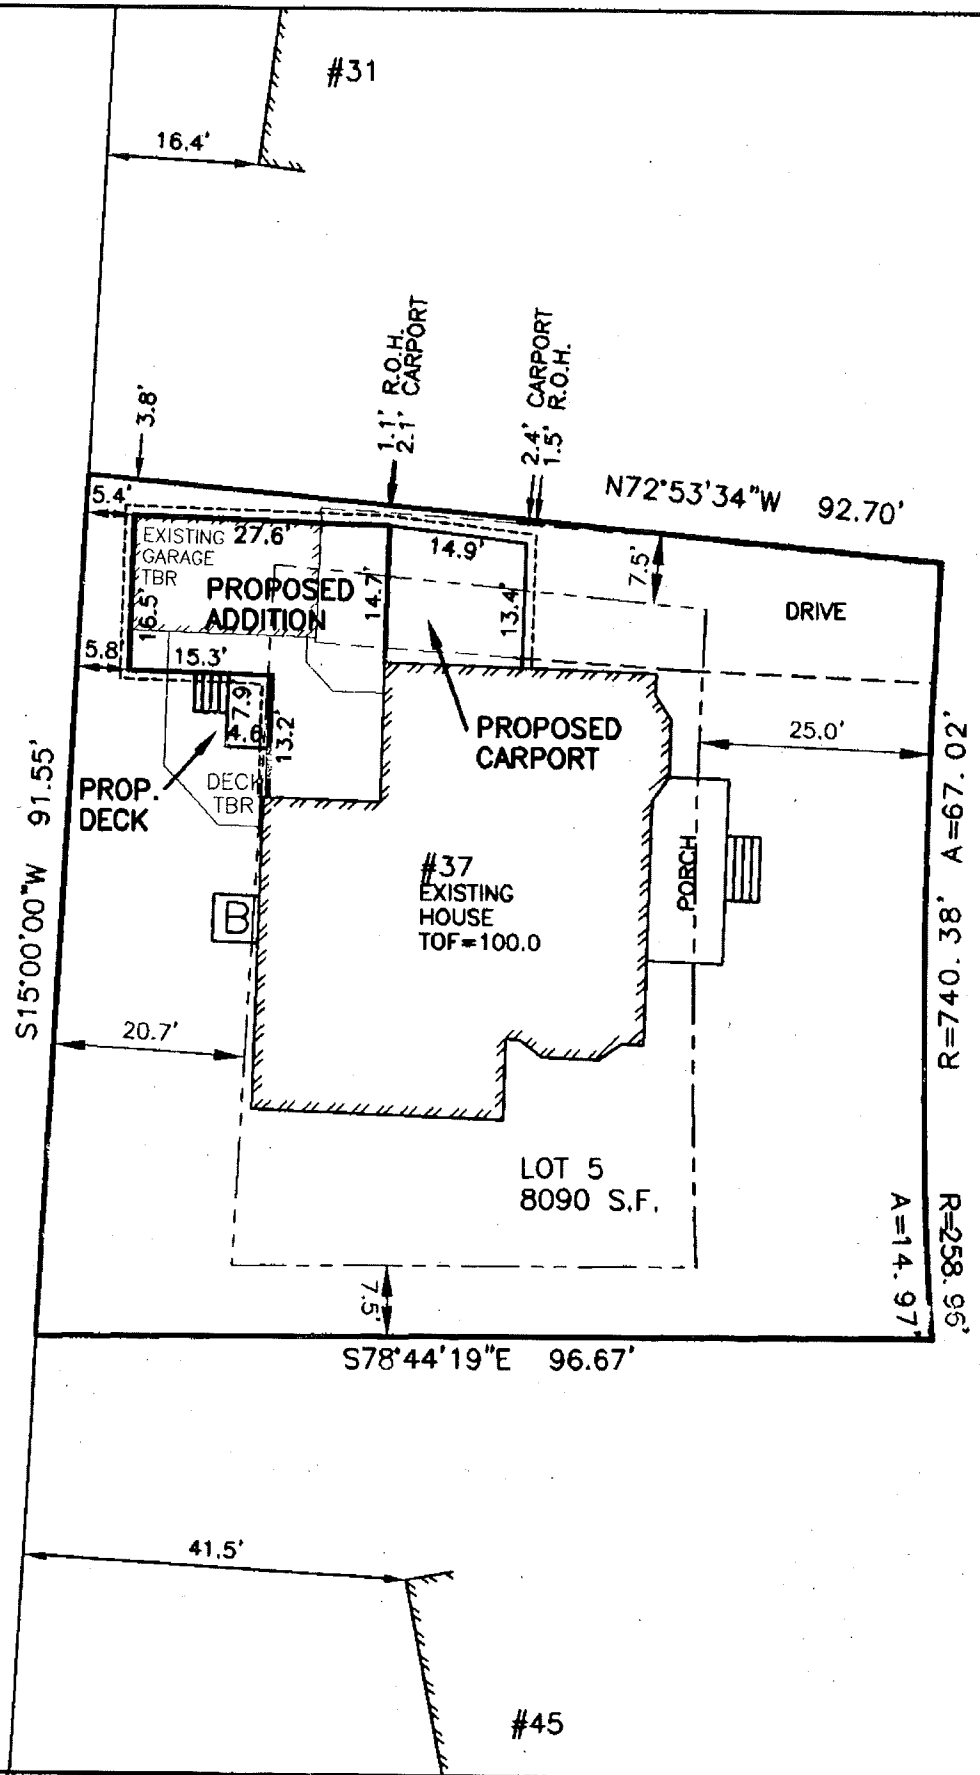 #31
16.4'
1.1' R.O.H.
2.1' CARPORT
2.4' CARPORT
1.5' R.O.H.
3.8'
N72°53'34"W 92.70'
5.4'
EXISTING
GARAGE
TBR
27.6'
14.9'
7.5'
PROPOSED
ADDITION
16.5'
14.7'
13.4'
DRIVE
5.8'
15.3'
7.9'
4.6'
13.2'
PROPOSED
CARPORT
25.0'
PROP.
DECK
DECK
TBR
S15°00'00"W 91.55'
R=740.38' A=67.02'
#37
EXISTING
HOUSE
TOF=100.0
PORCH
B
20.7'
LOT 5
8090 S.F.
R=258.96'
A=14.97'
7.5'
S78°44'19"E 96.67'
41.5'
#45